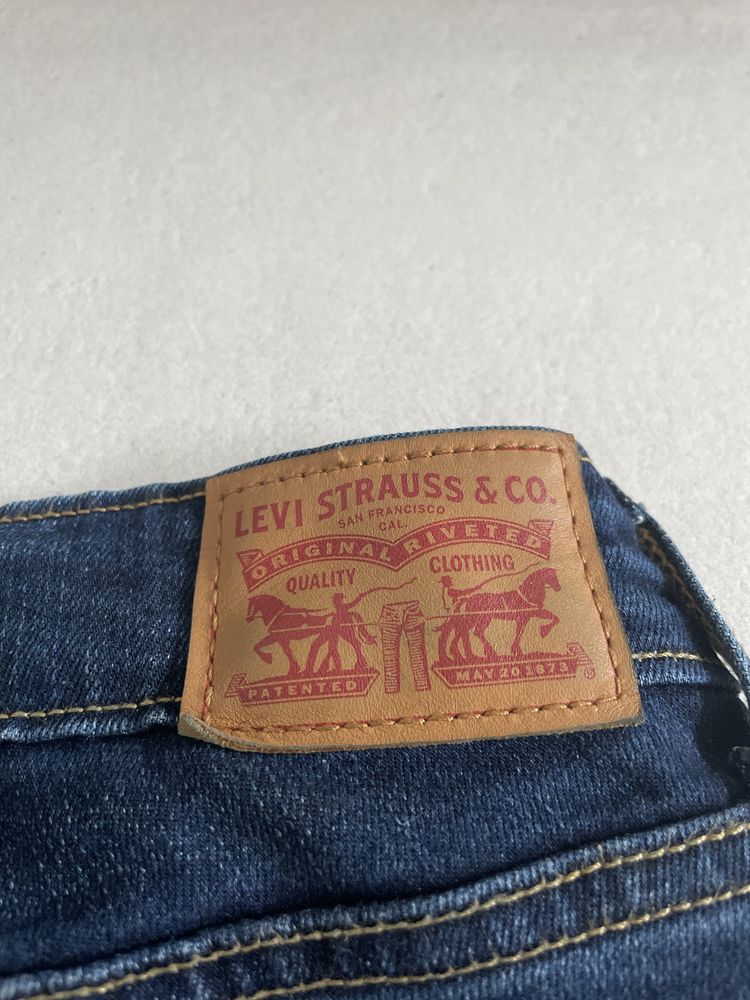 LEVI STRAUSS & CO.
SAN FRANCISCO
CAL.
ORIGINAL RIVETED
QUALITY CLOTHING
PATENTED MAY 20 1873
®